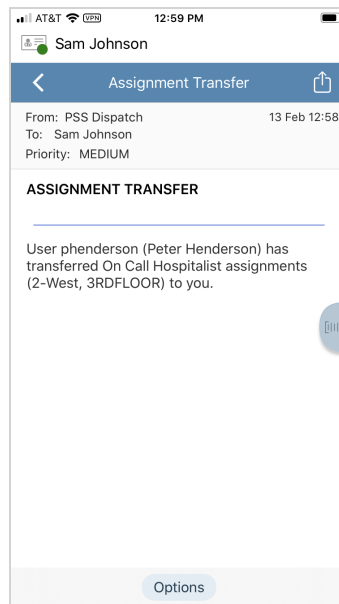 AT&T VPN 12:59 PM
Sam Johnson
Assignment Transfer
From: PSS Dispatch 13 Feb 12:58
To: Sam Johnson
Priority: MEDIUM
ASSIGNMENT TRANSFER
User phenderson (Peter Henderson) has
transferred On Call Hospitalist assignments
(2-West, 3RDFLOOR) to you.
Options